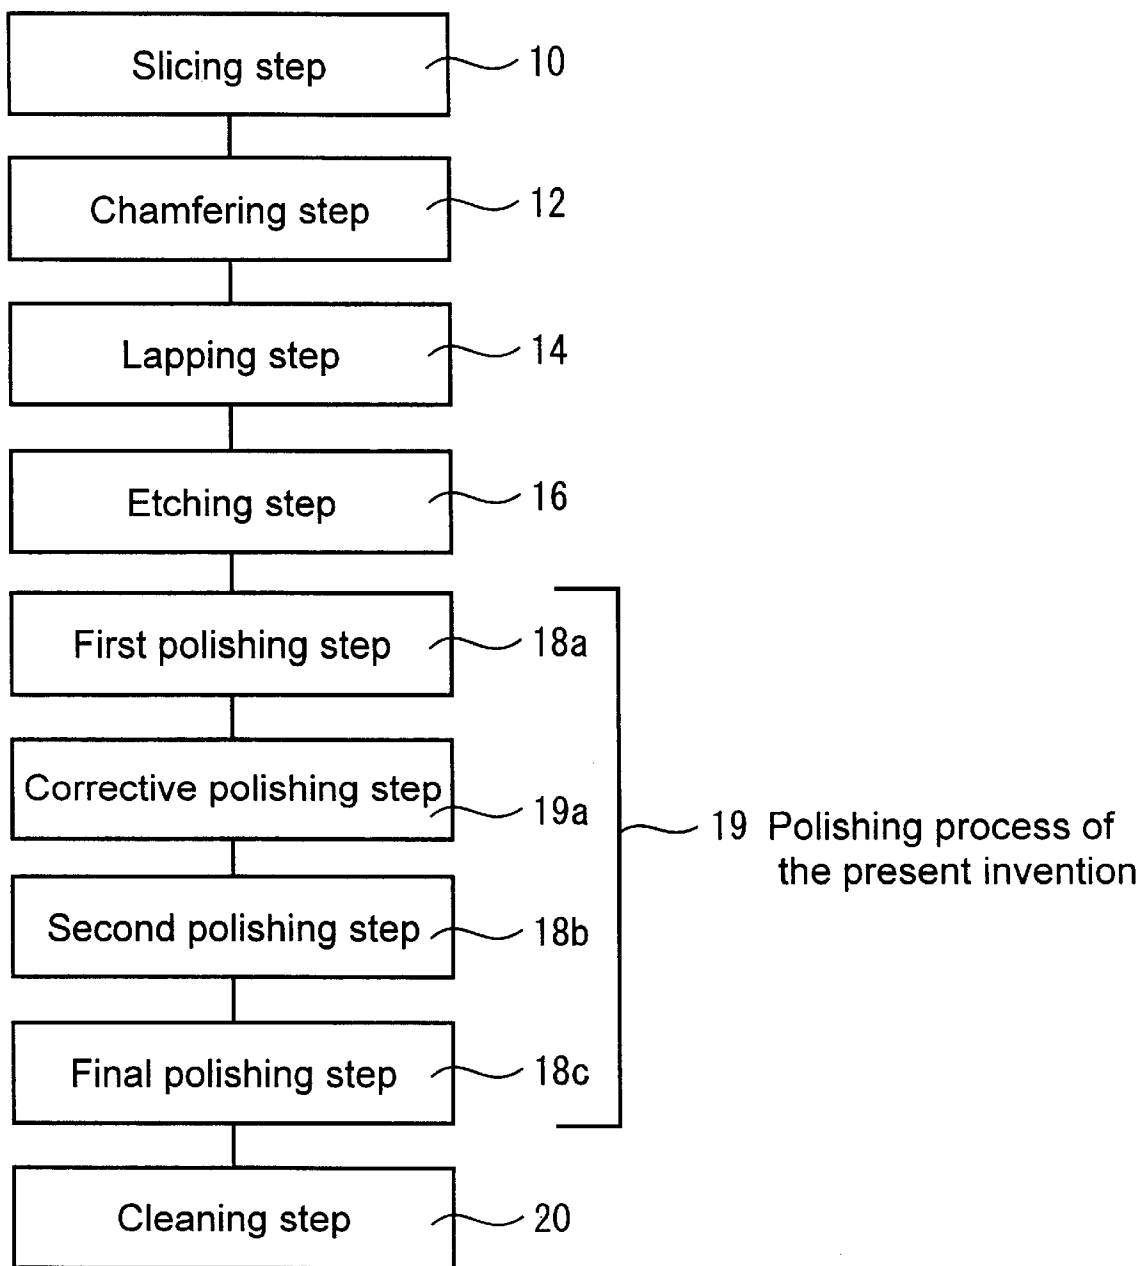 Slicing step 10
Chamfering step 12
Lapping step 14
Etching step 16
First polishing step 18a
Corrective polishing step 19a
19 Polishing process of
the present invention
Second polishing step 18b
Final polishing step 18c
Cleaning step 20